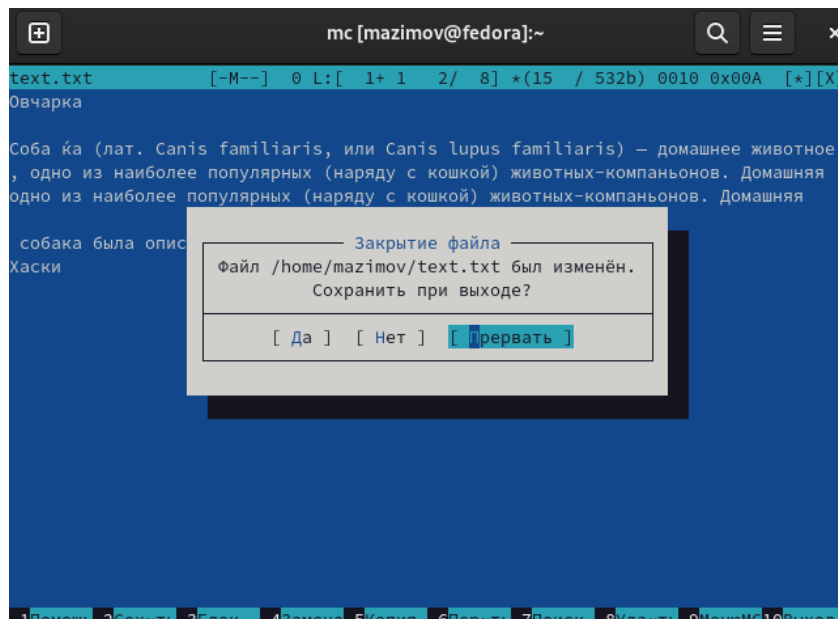 mc [mazimov@fedora]:~
text.txt [-M--] 0 L:[ 1+ 1 2/ 8] *(15 / 532b) 0010 0x00A [*][X
Овчарка
Соба ќа (лат. Canis familiaris, или Canis lupus familiaris) — домашнее животное
, одно из наиболее популярных (наряду с кошкой) животных-компаньонов. Домашняя
одно из наиболее популярных (наряду с кошкой) животных-компаньонов. Домашняя
собака была опис
Хаски
Закрытие файла
Файл /home/mazimov/text.txt был изменён.
Сохранить при выходе?
[ Да ] [ Нет ] [ Прервать ]